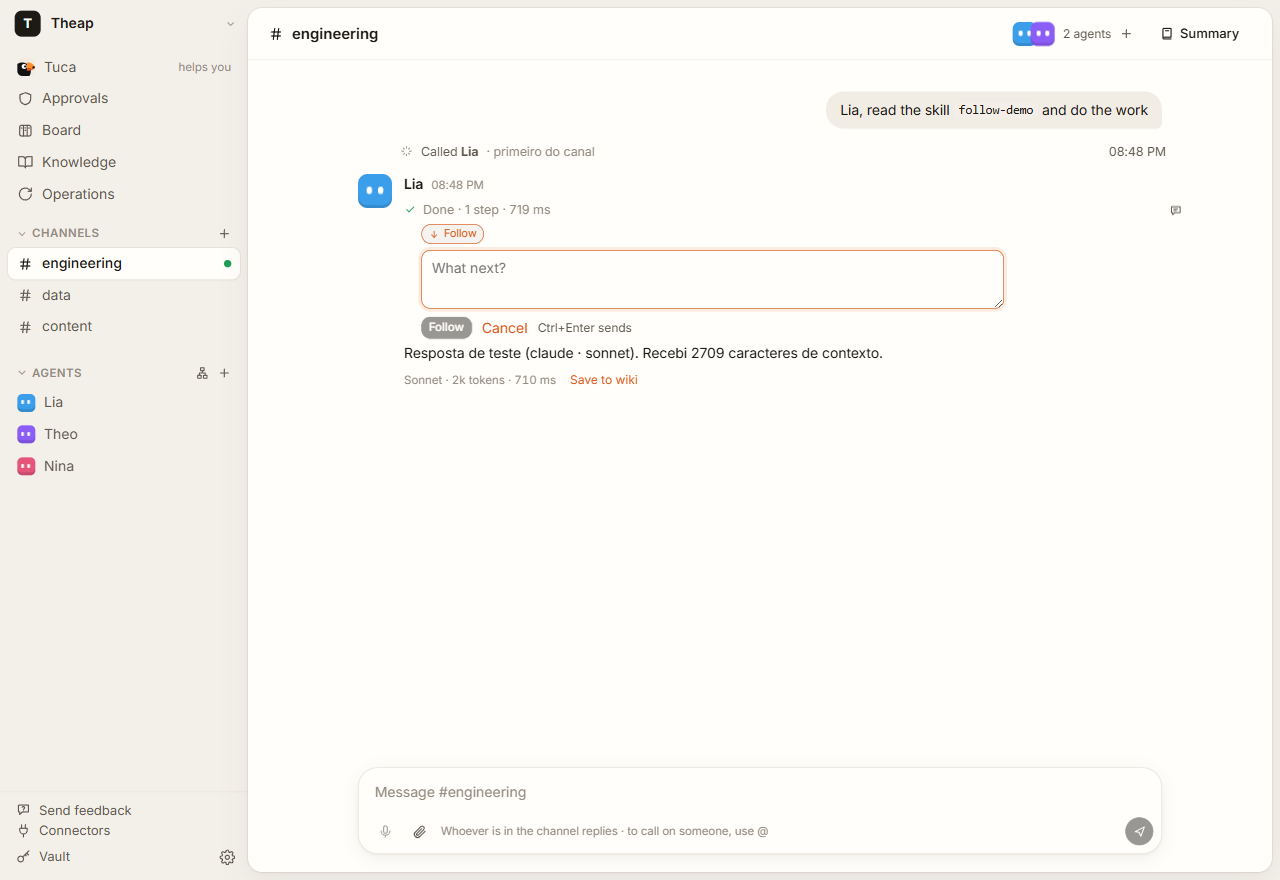 T Theap
Tuca helps you
Approvals
Board
Knowledge
Operations
CHANNELS
# engineering
# data
# content
AGENTS
Lia
Theo
Nina
Send feedback
Connectors
Vault
# engineering
2 agents
Summary
Lia, read the skill follow-demo and do the work
Called Lia · primeiro do canal 08:48 PM
Lia 08:48 PM
Done · 1 step · 719 ms
Follow
What next?
Follow Cancel Ctrl+Enter sends
Resposta de teste (claude · sonnet). Recebi 2709 caracteres de contexto.
Sonnet · 2k tokens · 710 ms Save to wiki
Message #engineering
Whoever is in the channel replies · to call on someone, use @